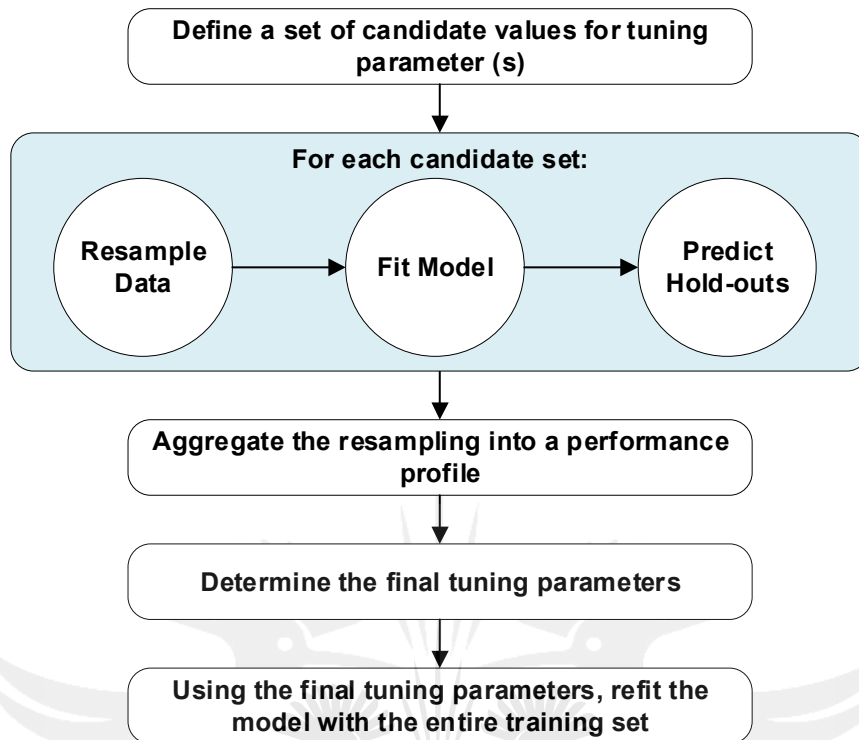 Define a set of candidate values for tuning
parameter (s)
For each candidate set:
Resample
Data
Fit Model
Predict
Hold-outs
Aggregate the resampling into a performance
profile
Determine the final tuning parameters
Using the final tuning parameters, refit the
model with the entire training set